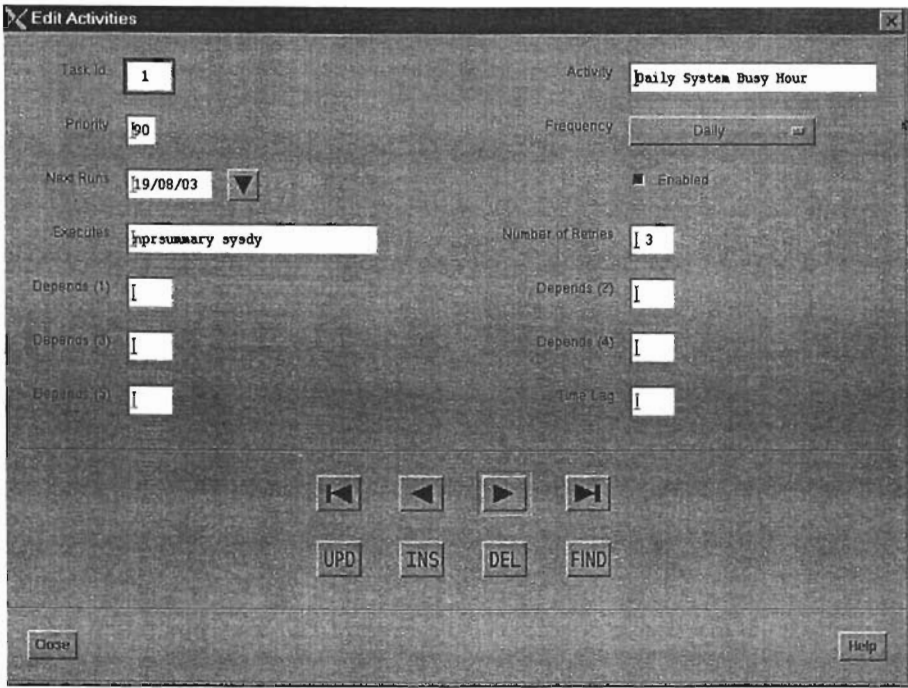 Edit Activities
Task Id. 1 Activity Daily System Busy Hour
Priority 90 Frequency Daily
Next Runs 19/08/03 Enabled
Executes nprsummary sysdy Number of Retries 3
Depends (1) Depends (2)
Depends (3) Depends (4)
Depends (5) Time Lag
UPD INS DEL FIND
Close Help